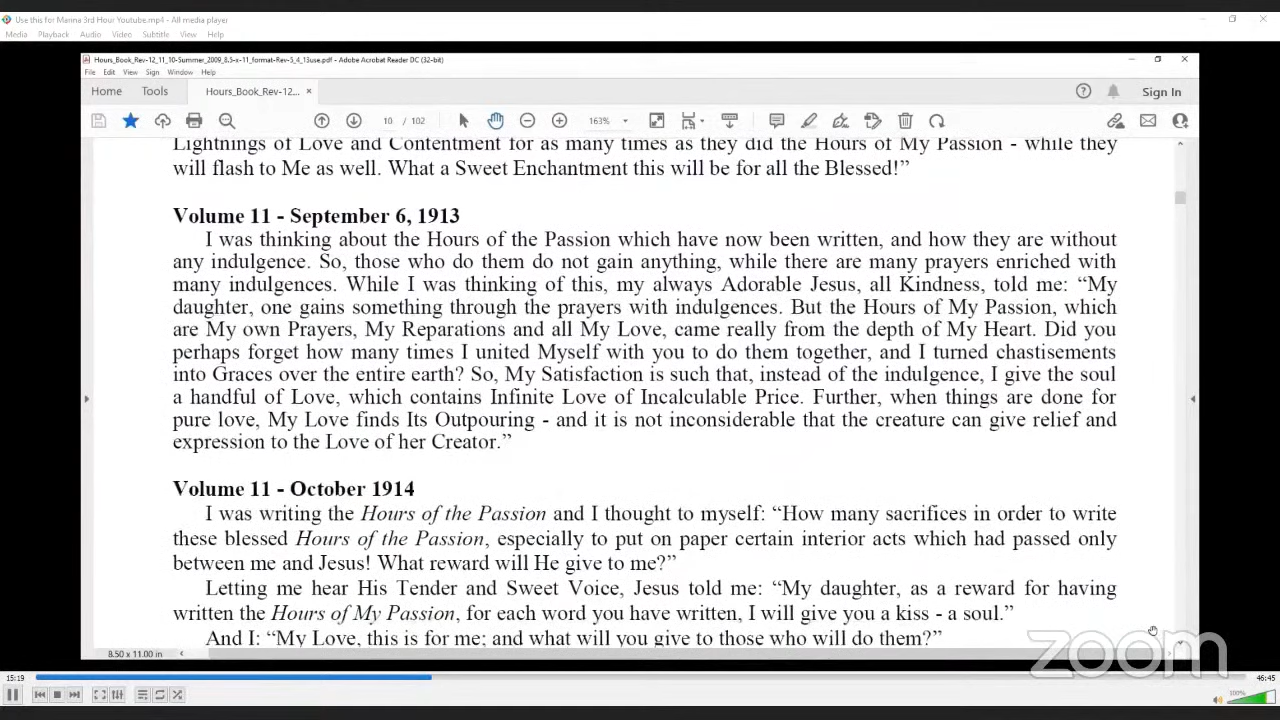 Use this for Manna 3rd Hour Youtube.mp4 - All media player
Media Playback Audio Video Subtitle View Help
Hours_Book_Rev-12_11_10-Summer_2009_8.5-x-11_format-Rev-5_4_13use.pdf - Adobe Acrobat Reader DC (32-bit)
File Edit View Sign Window Help
Home Tools Hours_Book_Rev-12... × Sign In
10 / 102 163%
Lightnings of Love and Contentment for as many times as they did the Hours of My Passion - while they
will flash to Me as well. What a Sweet Enchantment this will be for all the Blessed!”
Volume 11 - September 6, 1913
I was thinking about the Hours of the Passion which have now been written, and how they are without
any indulgence. So, those who do them do not gain anything, while there are many prayers enriched with
many indulgences. While I was thinking of this, my always Adorable Jesus, all Kindness, told me: “My
daughter, one gains something through the prayers with indulgences. But the Hours of My Passion, which
are My own Prayers, My Reparations and all My Love, came really from the depth of My Heart. Did you
perhaps forget how many times I united Myself with you to do them together, and I turned chastisements
into Graces over the entire earth? So, My Satisfaction is such that, instead of the indulgence, I give the soul
a handful of Love, which contains Infinite Love of Incalculable Price. Further, when things are done for
pure love, My Love finds Its Outpouring - and it is not inconsiderable that the creature can give relief and
expression to the Love of her Creator.”
Volume 11 - October 1914
I was writing the Hours of the Passion and I thought to myself: “How many sacrifices in order to write
these blessed Hours of the Passion, especially to put on paper certain interior acts which had passed only
between me and Jesus! What reward will He give to me?”
Letting me hear His Tender and Sweet Voice, Jesus told me: “My daughter, as a reward for having
written the Hours of My Passion, for each word you have written, I will give you a kiss - a soul.”
And I: “My Love, this is for me; and what will you give to those who will do them?”
8.50 x 11.00 in
zoom
15:19 46:45
100%